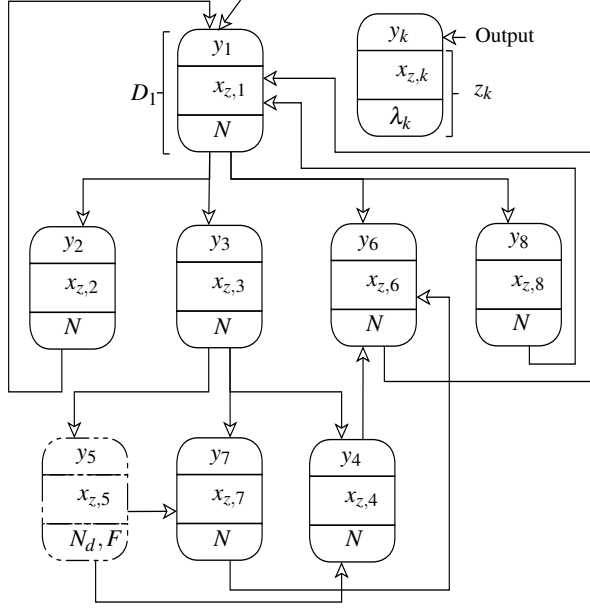 y_1
x_{z,1}
N
D_1
y_k
x_{z,k}
λ_k
Output
z_k
y_2
x_{z,2}
N
y_3
x_{z,3}
N
y_6
x_{z,6}
N
y_8
x_{z,8}
N
y_5
x_{z,5}
N_d, F
y_7
x_{z,7}
N
y_4
x_{z,4}
N